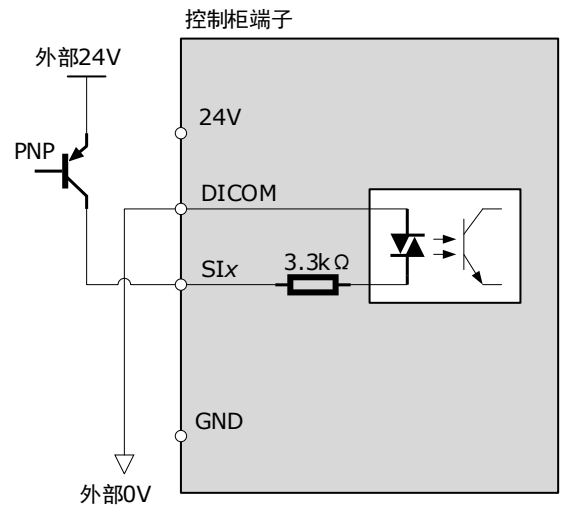 控制柜端子
外部24V
24V
PNP
DICOM
SIx
3.3kΩ
GND
外部0V